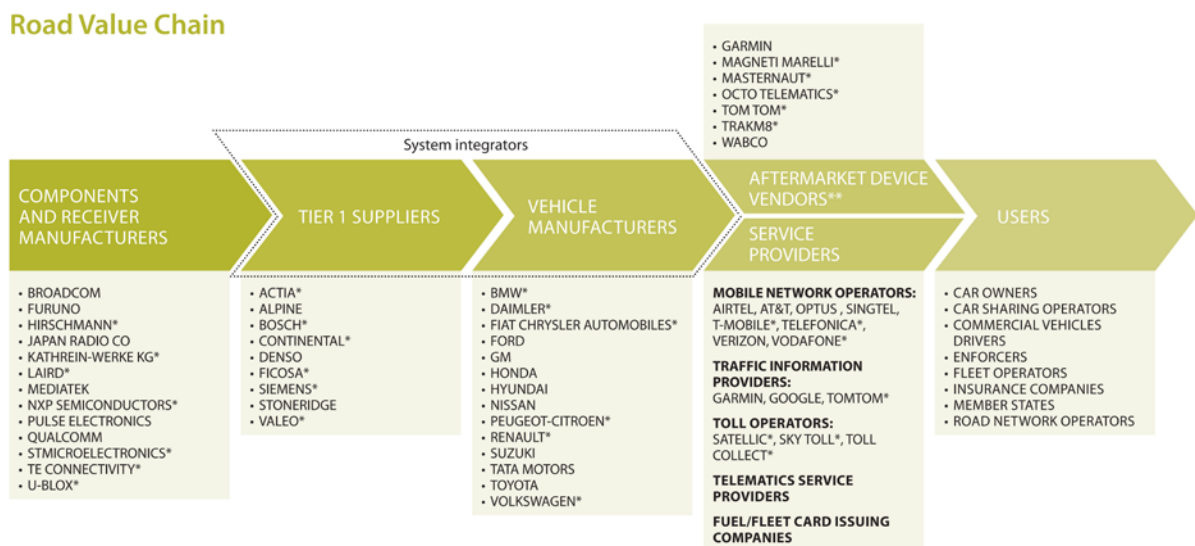 Road Value Chain
• GARMIN
• MAGNETI MARELLI*
• MASTERNAUT*
• OCTO TELEMATICS*
• TOM TOM*
• TRAKM8*
• WABCO
System integrators
COMPONENTS
AND RECEIVER
MANUFACTURERS
TIER 1 SUPPLIERS
VEHICLE
MANUFACTURERS
AFTERMARKET DEVICE
VENDORS**
SERVICE
PROVIDERS
USERS
• BROADCOM
• FURUNO
• HIRSCHMANN*
• JAPAN RADIO CO
• KATHREIN-WERKE KG*
• LAIRD*
• MEDIATEK
• NXP SEMICONDUCTORS*
• PULSE ELECTRONICS
• QUALCOMM
• STMICROELECTRONICS*
• TE CONNECTIVITY*
• U-BLOX*
• ACTIA*
• ALPINE
• BOSCH*
• CONTINENTAL*
• DENSO
• FICOSA*
• SIEMENS*
• STONERIDGE
• VALEO*
• BMW*
• DAIMLER*
• FIAT CHRYSLER AUTOMOBILES*
• FORD
• GM
• HONDA
• HYUNDAI
• NISSAN
• PEUGEOT-CITROEN*
• RENAULT*
• SUZUKI
• TATA MOTORS
• TOYOTA
• VOLKSWAGEN*
MOBILE NETWORK OPERATORS:
AIRTEL, AT&T, OPTUS , SINGTEL,
T-MOBILE*, TELEFONICA*,
VERIZON, VODAFONE*
TRAFFIC INFORMATION
PROVIDERS:
GARMIN, GOOGLE, TOMTOM*
TOLL OPERATORS:
SATELLIC*, SKY TOLL*, TOLL
COLLECT*
TELEMATICS SERVICE
PROVIDERS
FUEL/FLEET CARD ISSUING
COMPANIES
• CAR OWNERS
• CAR SHARING OPERATORS
• COMMERCIAL VEHICLES
DRIVERS
• ENFORCERS
• FLEET OPERATORS
• INSURANCE COMPANIES
• MEMBER STATES
• ROAD NETWORK OPERATORS